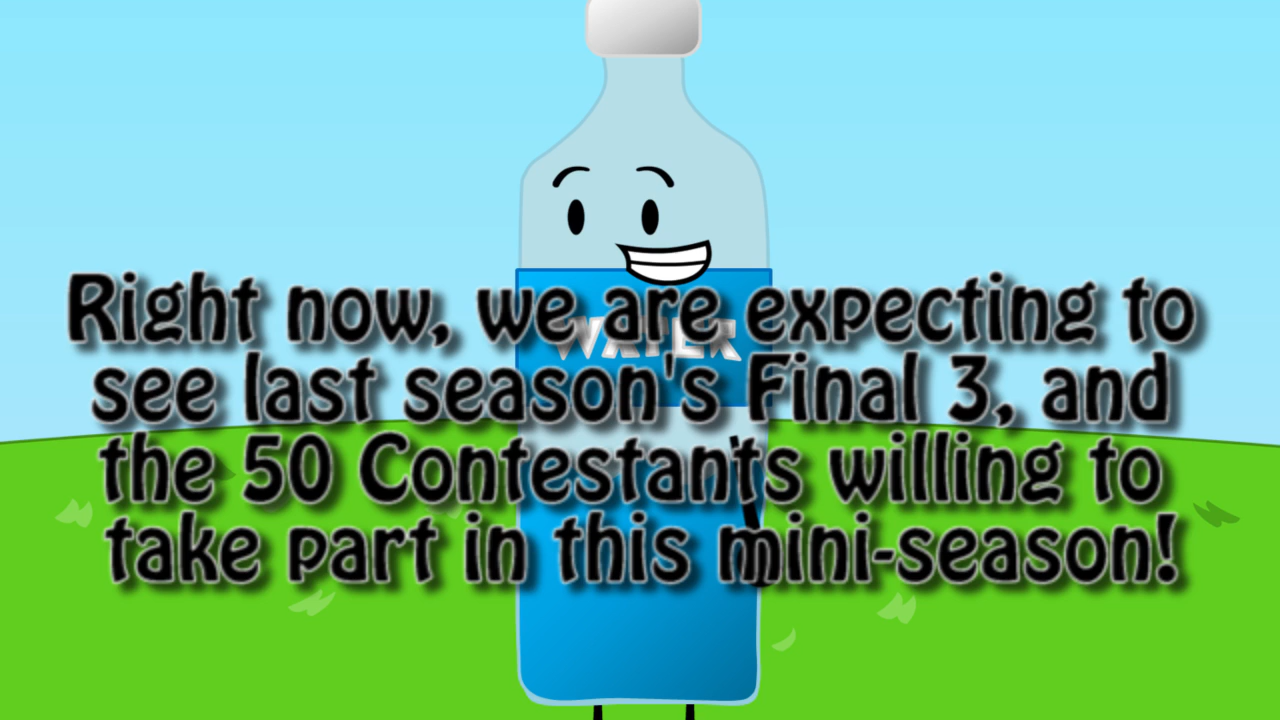 Right now, we are expecting to
WATER
see last season's Final 3, and
the 50 Contestants willing to
take part in this mini-season!